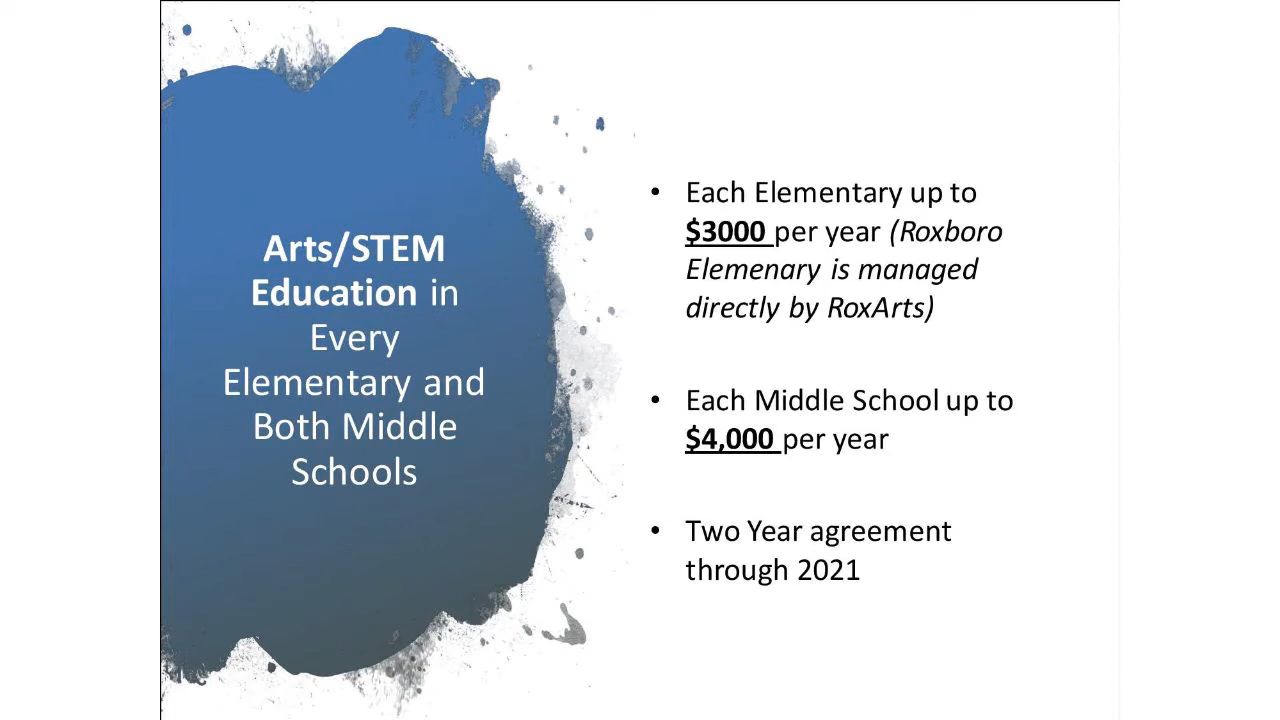 Arts/STEM
Education in
Every
Elementary and
Both Middle
Schools
• Each Elementary up to
$3000 per year (Roxboro
Elemenary is managed
directly by RoxArts)
• Each Middle School up to
$4,000 per year
• Two Year agreement
through 2021